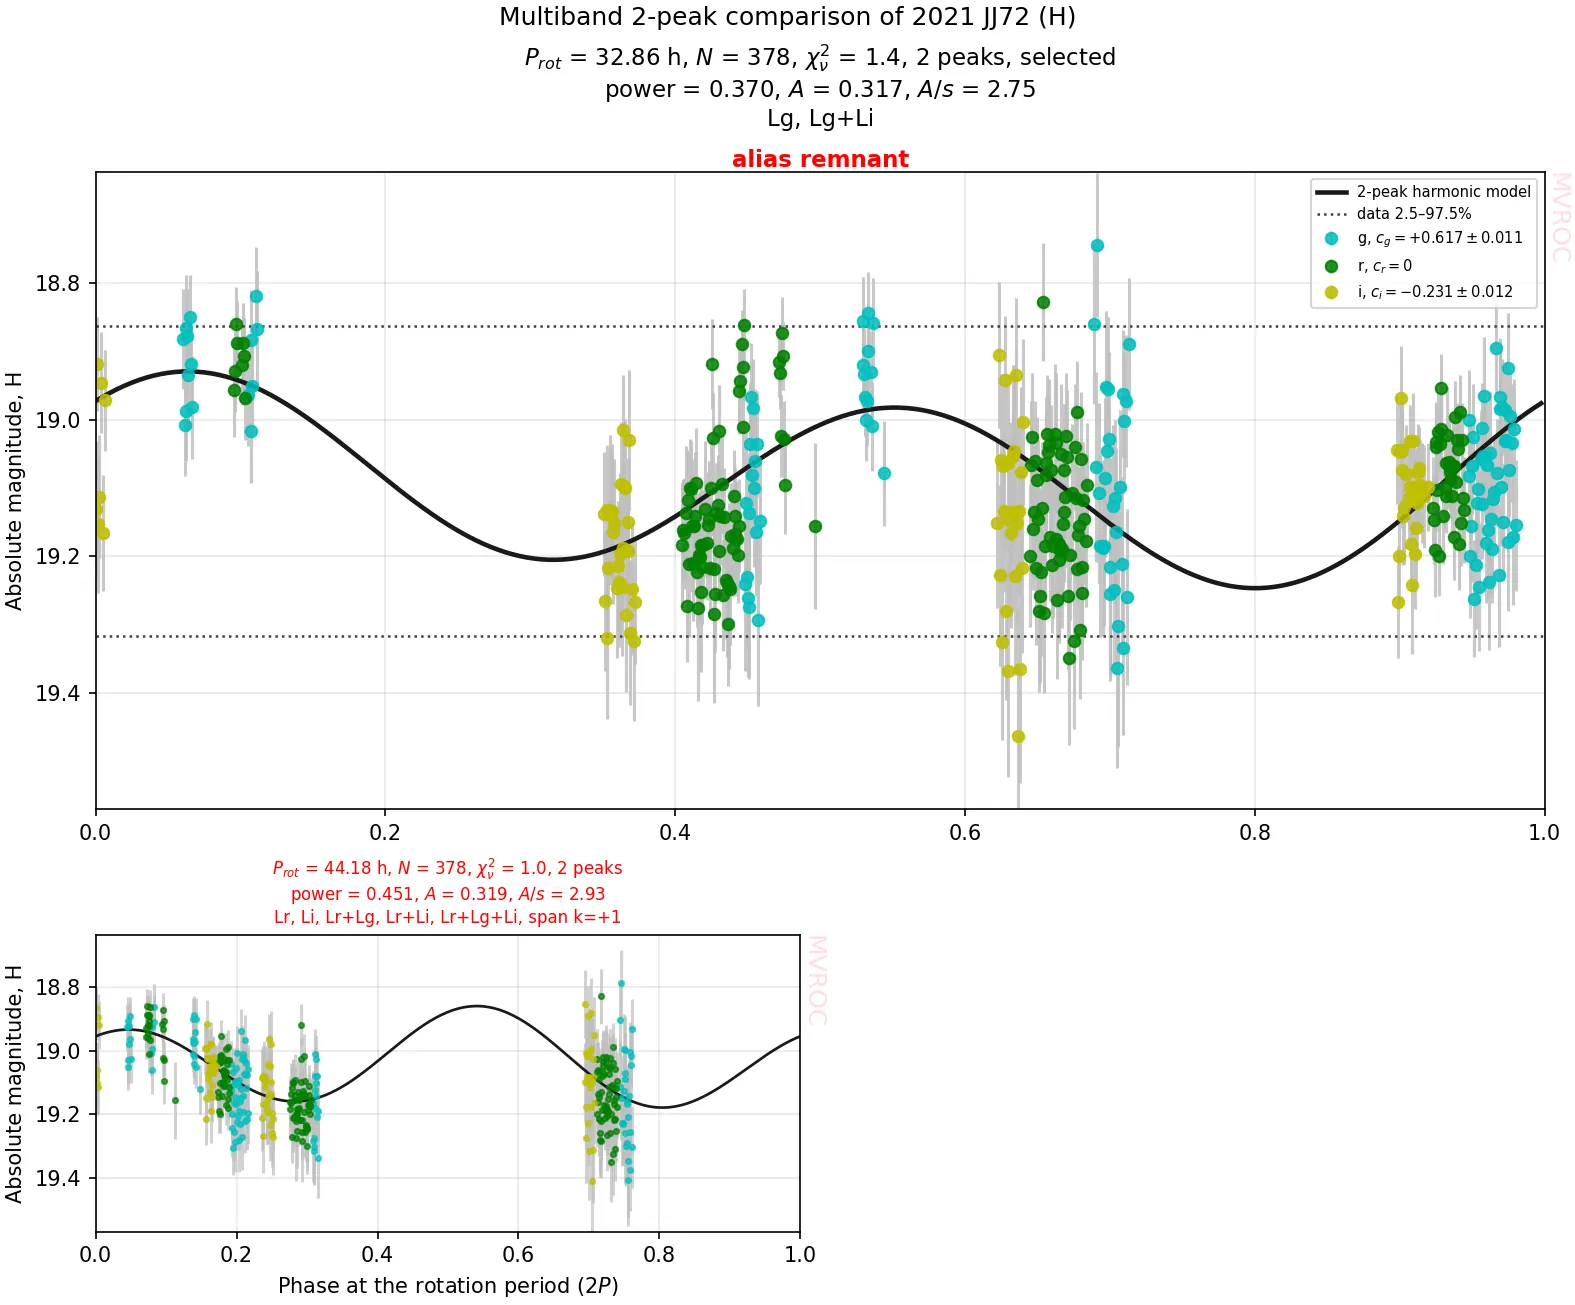 Multiband 2-peak comparison of 2021 JJ72 (H)
P_rot = 32.86 h, N = 378, χ²_ν = 1.4, 2 peaks, selected
power = 0.370, A = 0.317, A/s = 2.75
Lg, Lg+Li
alias remnant
2-peak harmonic model
data 2.5–97.5%
g, c_g = +0.617 ± 0.011
r, c_r = 0
i, c_i = −0.231 ± 0.012
MVROC
Absolute magnitude, H
18.8
19.0
19.2
19.4
0.0 0.2 0.4 0.6 0.8 1.0
P_rot = 44.18 h, N = 378, χ²_ν = 1.0, 2 peaks
power = 0.451, A = 0.319, A/s = 2.93
Lr, Li, Lr+Lg, Lr+Li, Lr+Lg+Li, span k=+1
MVROC
Absolute magnitude, H
18.8
19.0
19.2
19.4
0.0 0.2 0.4 0.6 0.8 1.0
Phase at the rotation period (2P)